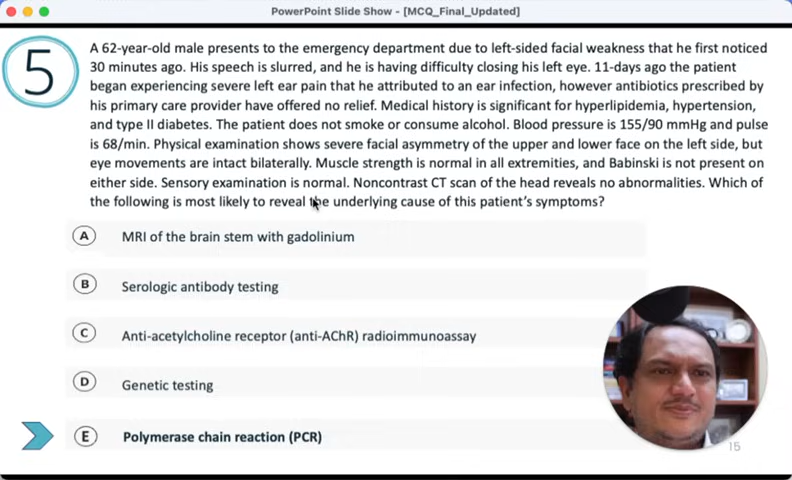 PowerPoint Slide Show - [MCQ_Final_Updated]
5
A 62-year-old male presents to the emergency department due to left-sided facial weakness that he first noticed
30 minutes ago. His speech is slurred, and he is having difficulty closing his left eye. 11-days ago the patient
began experiencing severe left ear pain that he attributed to an ear infection, however antibiotics prescribed by
his primary care provider have offered no relief. Medical history is significant for hyperlipidemia, hypertension,
and type II diabetes. The patient does not smoke or consume alcohol. Blood pressure is 155/90 mmHg and pulse
is 68/min. Physical examination shows severe facial asymmetry of the upper and lower face on the left side, but
eye movements are intact bilaterally. Muscle strength is normal in all extremities, and Babinski is not present on
either side. Sensory examination is normal. Noncontrast CT scan of the head reveals no abnormalities. Which of
the following is most likely to reveal the underlying cause of this patient's symptoms?
A MRI of the brain stem with gadolinium
B Serologic antibody testing
C Anti-acetylcholine receptor (anti-AChR) radioimmunoassay
D Genetic testing
E Polymerase chain reaction (PCR)
15